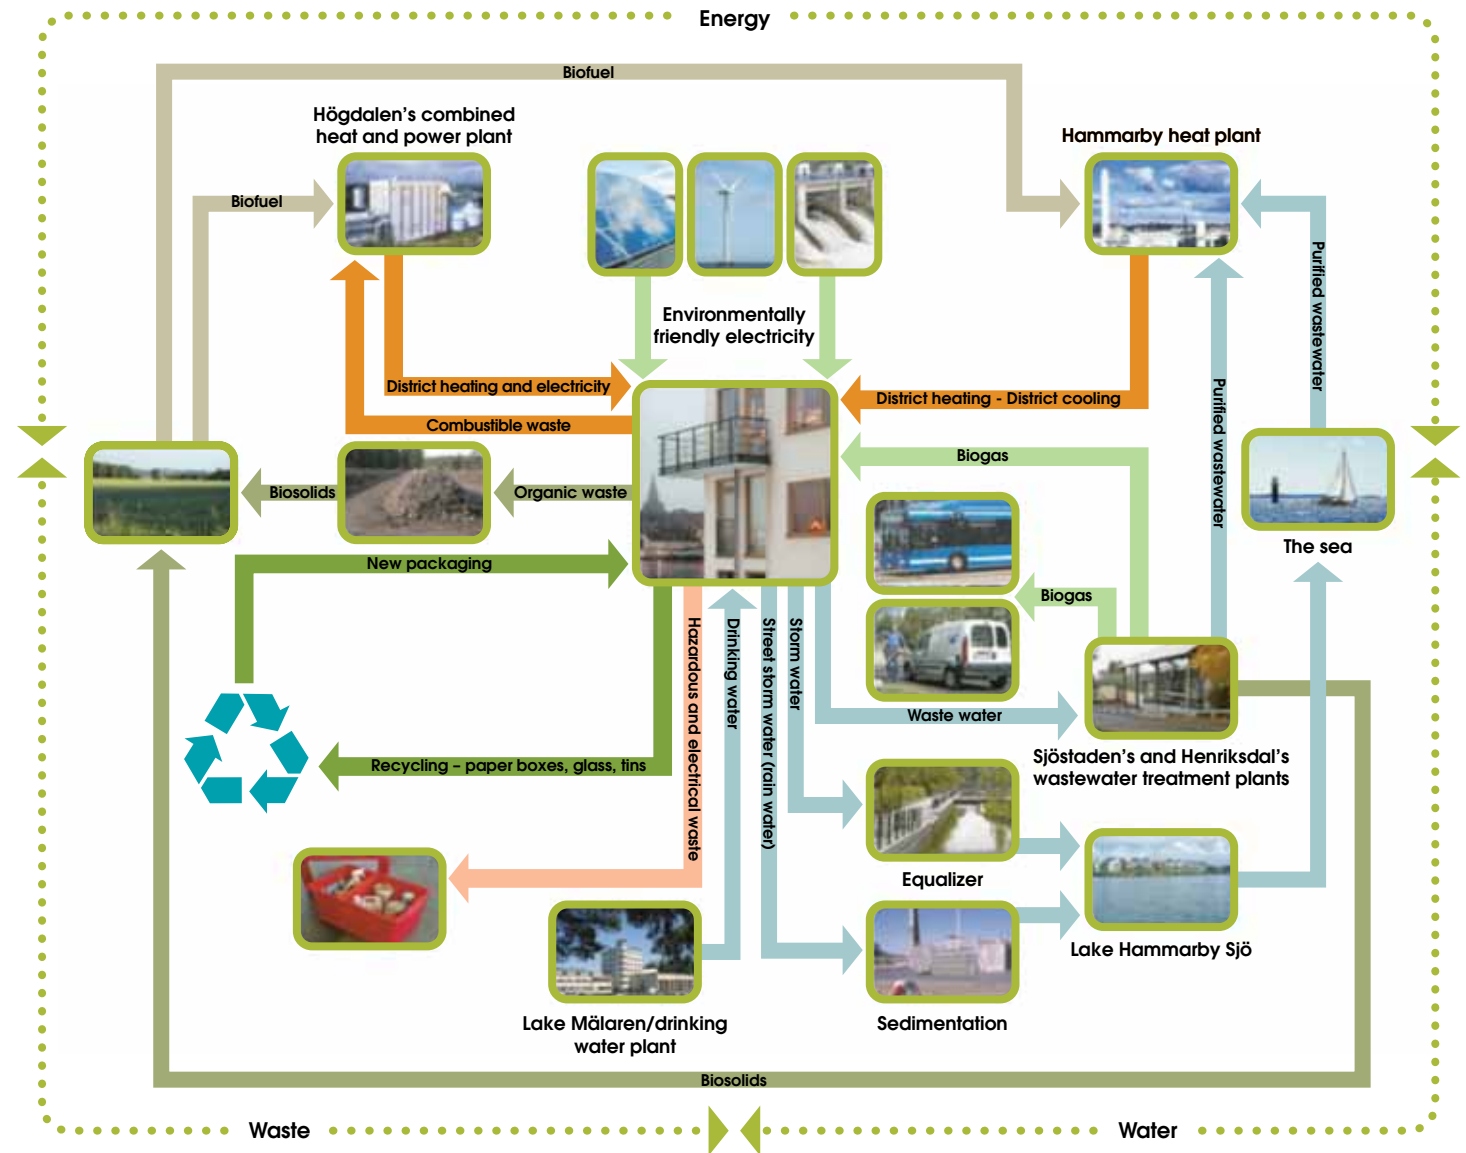 Energy
Biofuel
Högdalen's combined
heat and power plant
Hammarby heat plant
Biofuel
Purified wastewater
Environmentally
friendly electricity
District heating and electricity
District heating - District cooling
Purified wastewater
Combustible waste
Biogas
Biosolids
Organic waste
The sea
New packaging
Biogas
Hazardous and electrical waste
Drinking water
Street storm water (rain water)
Storm water
Waste water
Recycling – paper boxes, glass, tins
Sjöstaden's and Henriksdal's
wastewater treatment plants
Equalizer
Lake Hammarby Sjö
Lake Mälaren/drinking
water plant
Sedimentation
Biosolids
Waste
Water